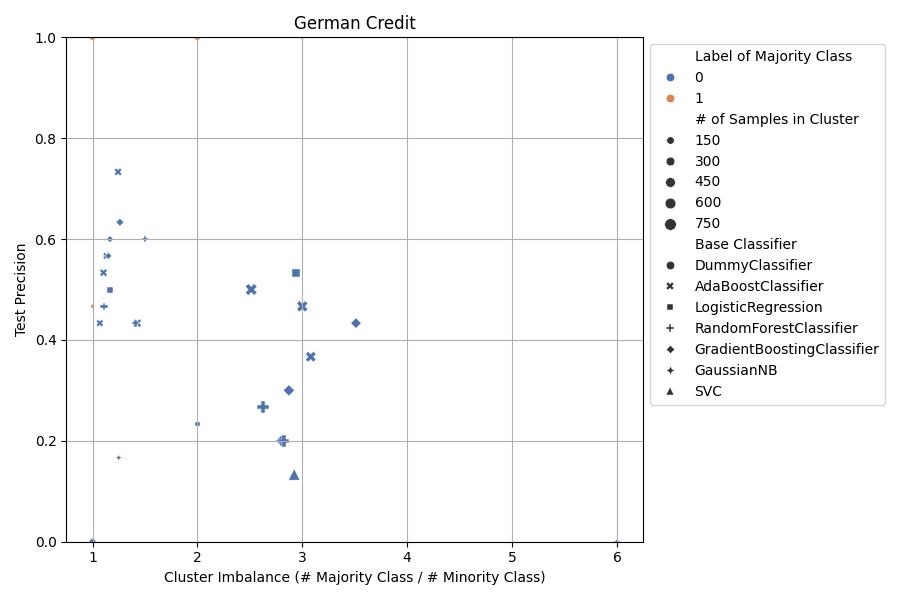 German Credit
Test Precision
1.0
0.8
0.6
0.4
0.2
0.0
1
2
3
4
5
6
Cluster Imbalance (# Majority Class / # Minority Class)
Label of Majority Class
0
1
# of Samples in Cluster
150
300
450
600
750
Base Classifier
DummyClassifier
AdaBoostClassifier
LogisticRegression
RandomForestClassifier
GradientBoostingClassifier
GaussianNB
SVC